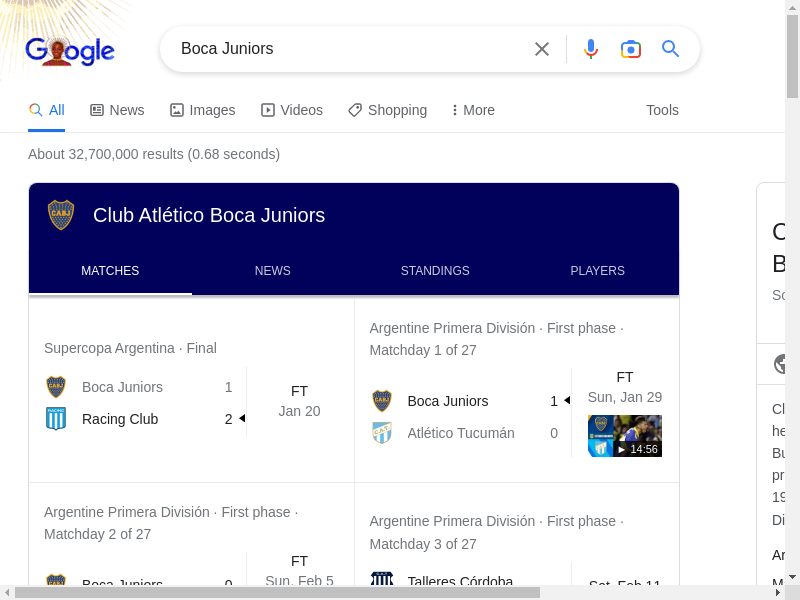 Google
Boca Juniors
All
News
Images
Videos
Shopping
More
Tools
About 32,700,000 results (0.68 seconds)
Club Atlético Boca Juniors
MATCHES
NEWS
STANDINGS
PLAYERS
Supercopa Argentina · Final
Boca Juniors 1
Racing Club 2
FT
Jan 20
Argentine Primera División · First phase ·
Matchday 1 of 27
Boca Juniors 1
Atlético Tucumán 0
FT
Sun, Jan 29
14:56
Argentine Primera División · First phase ·
Matchday 2 of 27
Boca Juniors 0
FT
Sun, Feb 5
Argentine Primera División · First phase ·
Matchday 3 of 27
Talleres Córdoba
Sat, Feb 11
B
So
Cl
he
Bu
pr
19
Di
Ar